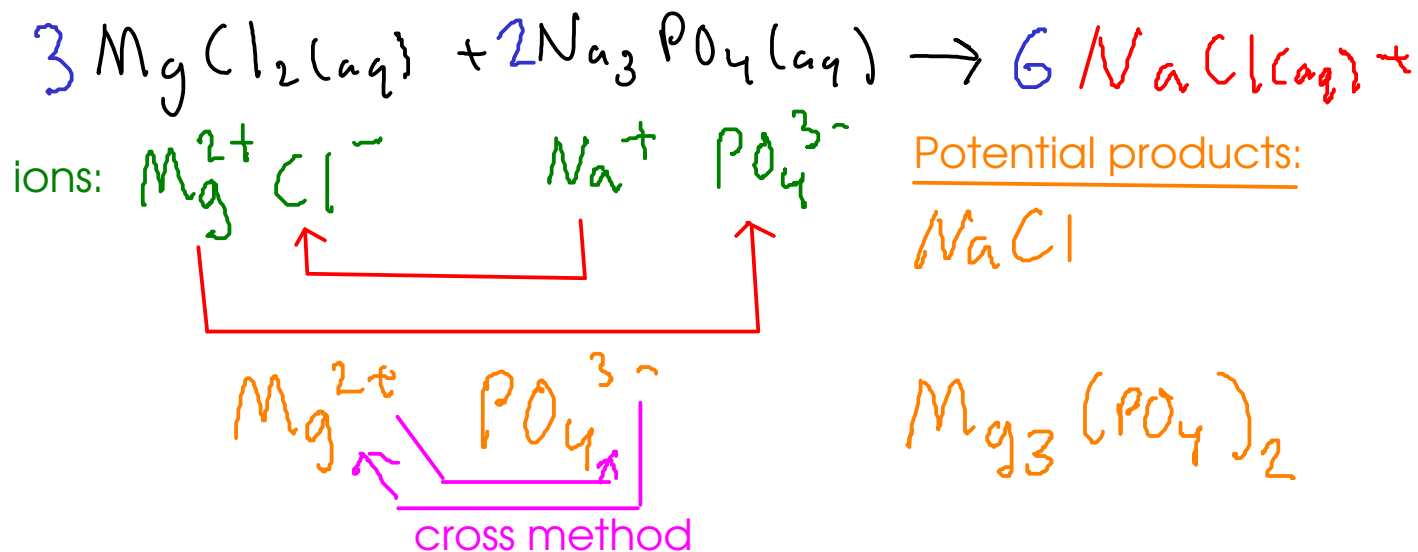 3 MgCl₂(aq) + 2Na₃PO₄(aq) → 6 NaCl(aq) +
ions: Mg²⁺ Cl⁻ Na⁺ PO₄³⁻
Potential products:
NaCl
Mg²⁺ PO₄³⁻
Mg₃(PO₄)₂
cross method